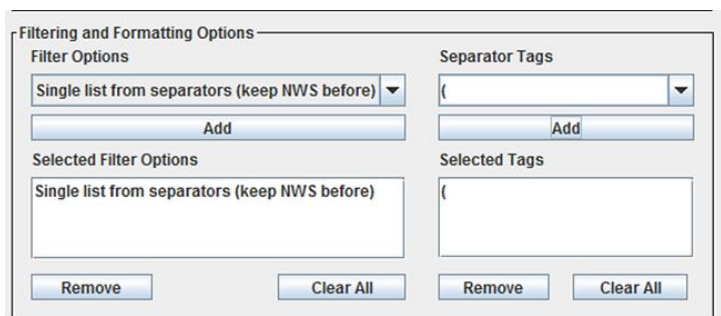 Filtering and Formatting Options
Filter Options
Separator Tags
Single list from separators (keep NWS before)
(
Add
Add
Selected Filter Options
Selected Tags
Single list from separators (keep NWS before)
(
Remove
Clear All
Remove
Clear All